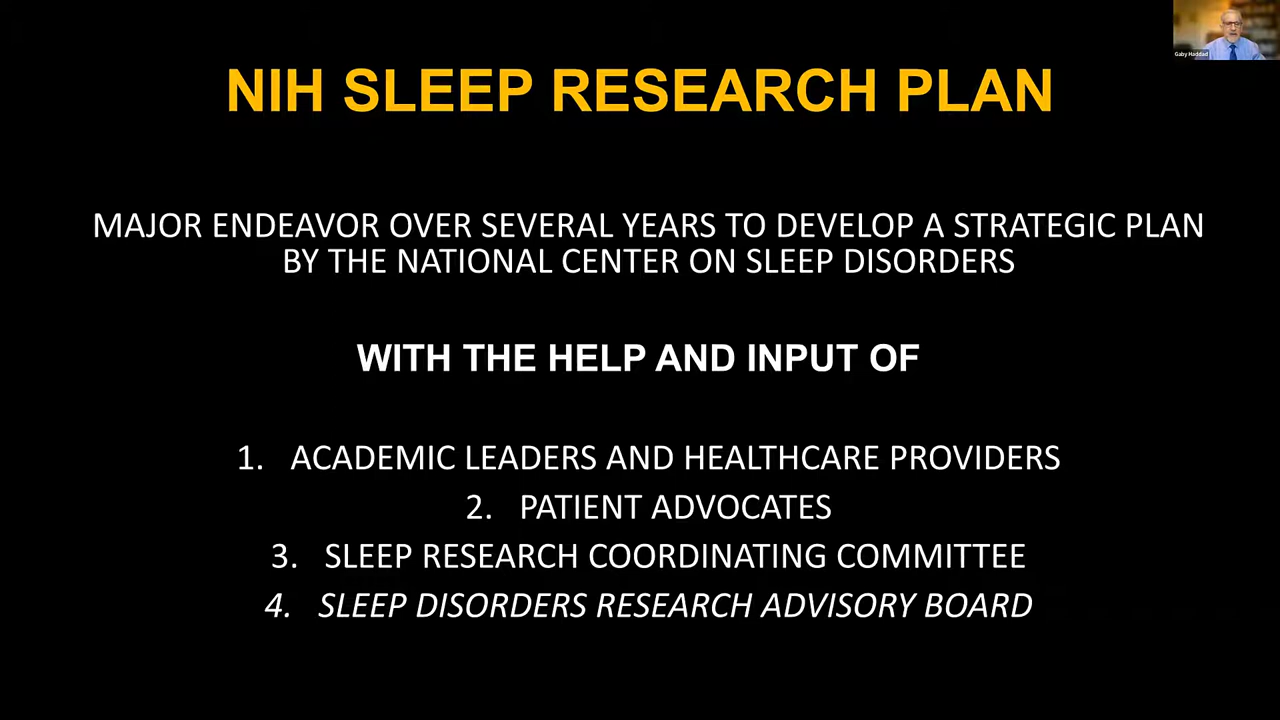 Gaby Haddad
NIH SLEEP RESEARCH PLAN
MAJOR ENDEAVOR OVER SEVERAL YEARS TO DEVELOP A STRATEGIC PLAN
BY THE NATIONAL CENTER ON SLEEP DISORDERS
WITH THE HELP AND INPUT OF
1. ACADEMIC LEADERS AND HEALTHCARE PROVIDERS
2. PATIENT ADVOCATES
3. SLEEP RESEARCH COORDINATING COMMITTEE
4. SLEEP DISORDERS RESEARCH ADVISORY BOARD